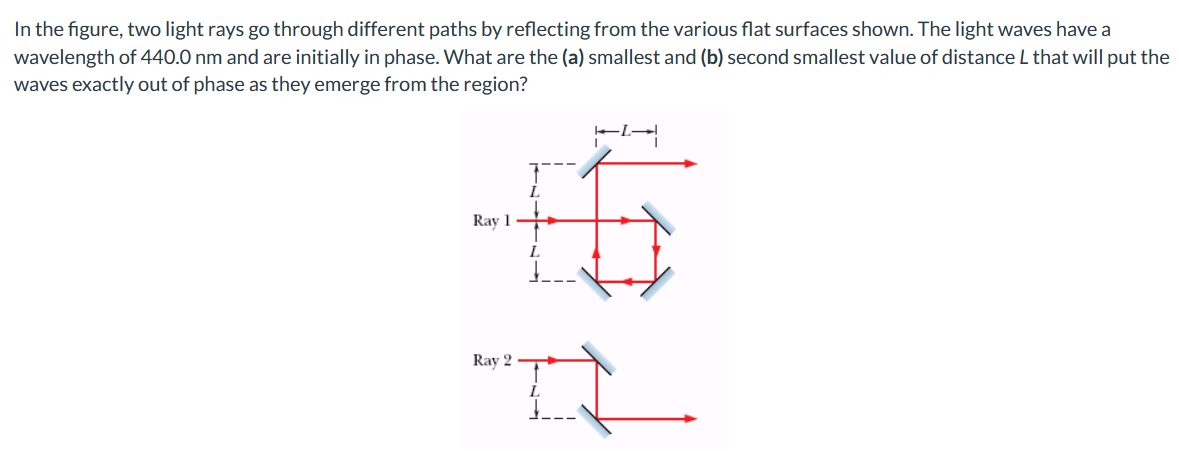 In the figure, two light rays go through different paths by reflecting from the various flat surfaces shown. The light waves have a
wavelength of 440.0 nm and are initially in phase. What are the (a) smallest and (b) second smallest value of distance L that will put the
waves exactly out of phase as they emerge from the region?
L
L
Ray 1
L
Ray 2
L